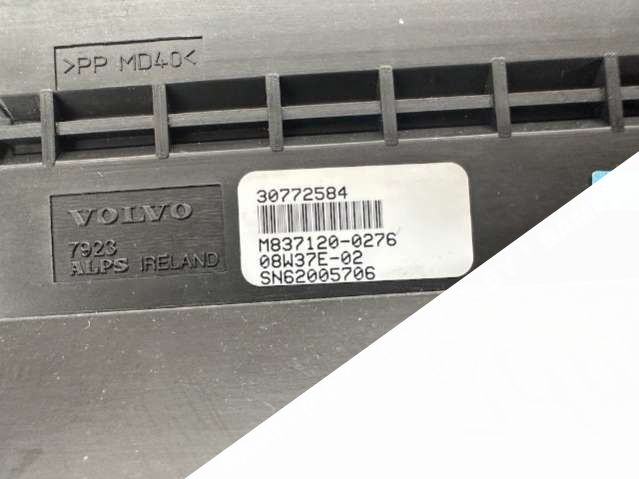 >PP MD40<
VOLVO
7923
ALPS IRELAND
30772584
M837120-0276
08W37E-02
SN62005706